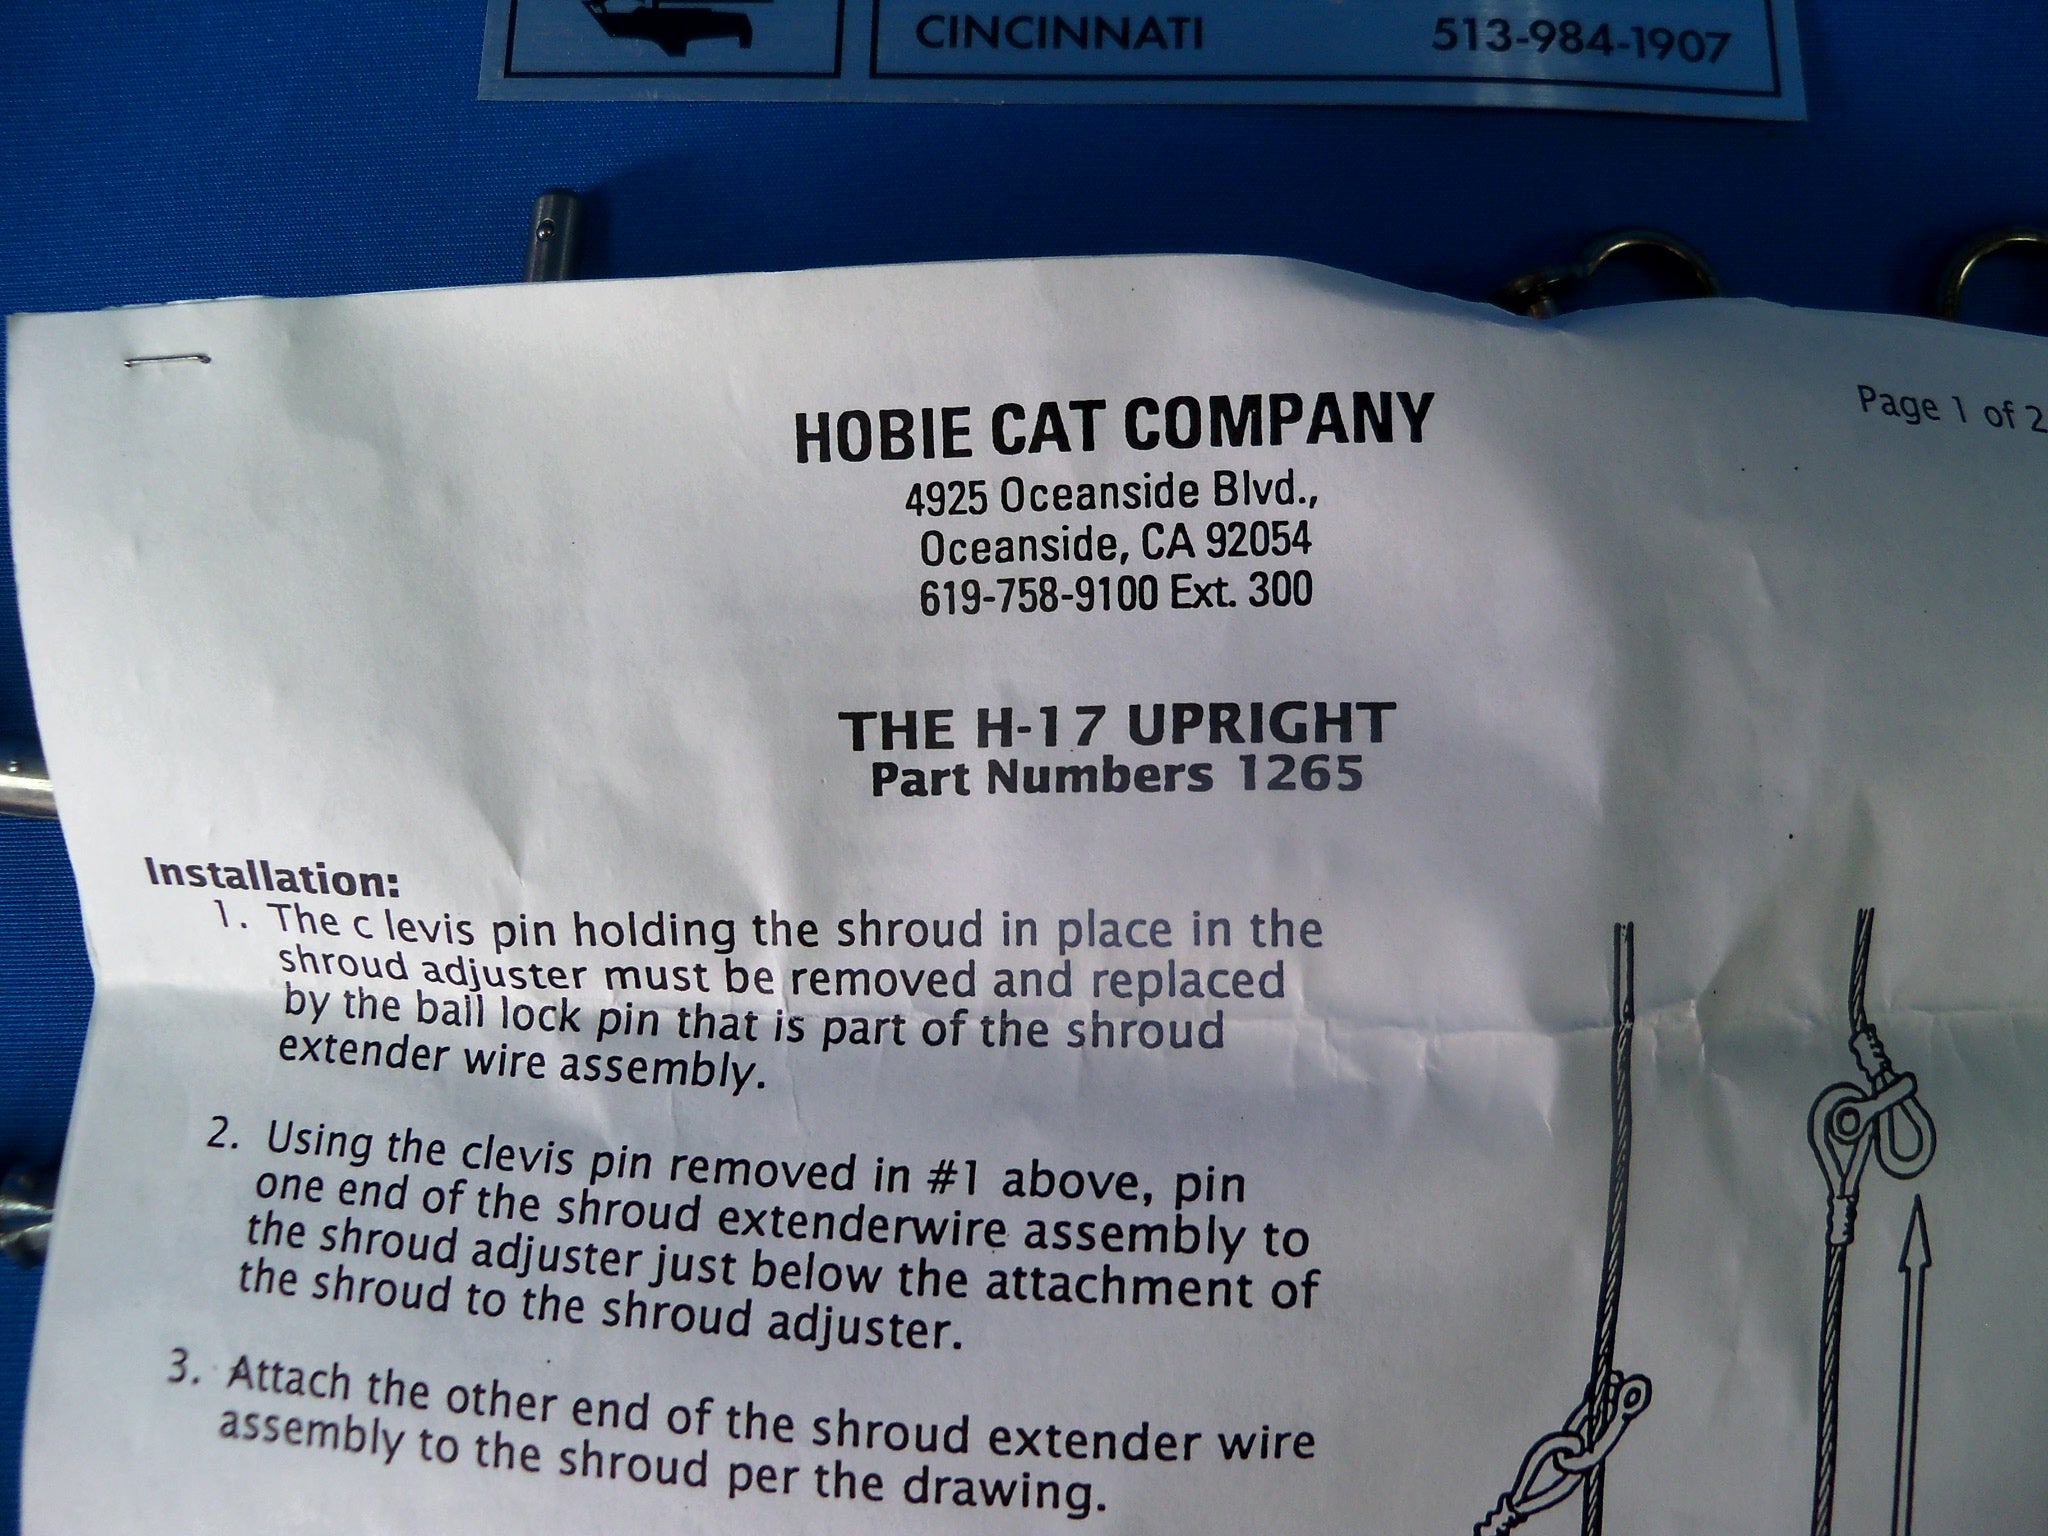 CINCINNATI 513-984-1907
Page 1 of 2
HOBIE CAT COMPANY
4925 Oceanside Blvd.,
Oceanside, CA 92054
619-758-9100 Ext. 300
THE H-17 UPRIGHT
Part Numbers 1265
Installation:
1. The c levis pin holding the shroud in place in the
shroud adjuster must be removed and replaced
by the ball lock pin that is part of the shroud
extender wire assembly.
2. Using the clevis pin removed in #1 above, pin
one end of the shroud extenderwire assembly to
the shroud adjuster just below the attachment of
the shroud to the shroud adjuster.
3. Attach the other end of the shroud extender wire
assembly to the shroud per the drawing.